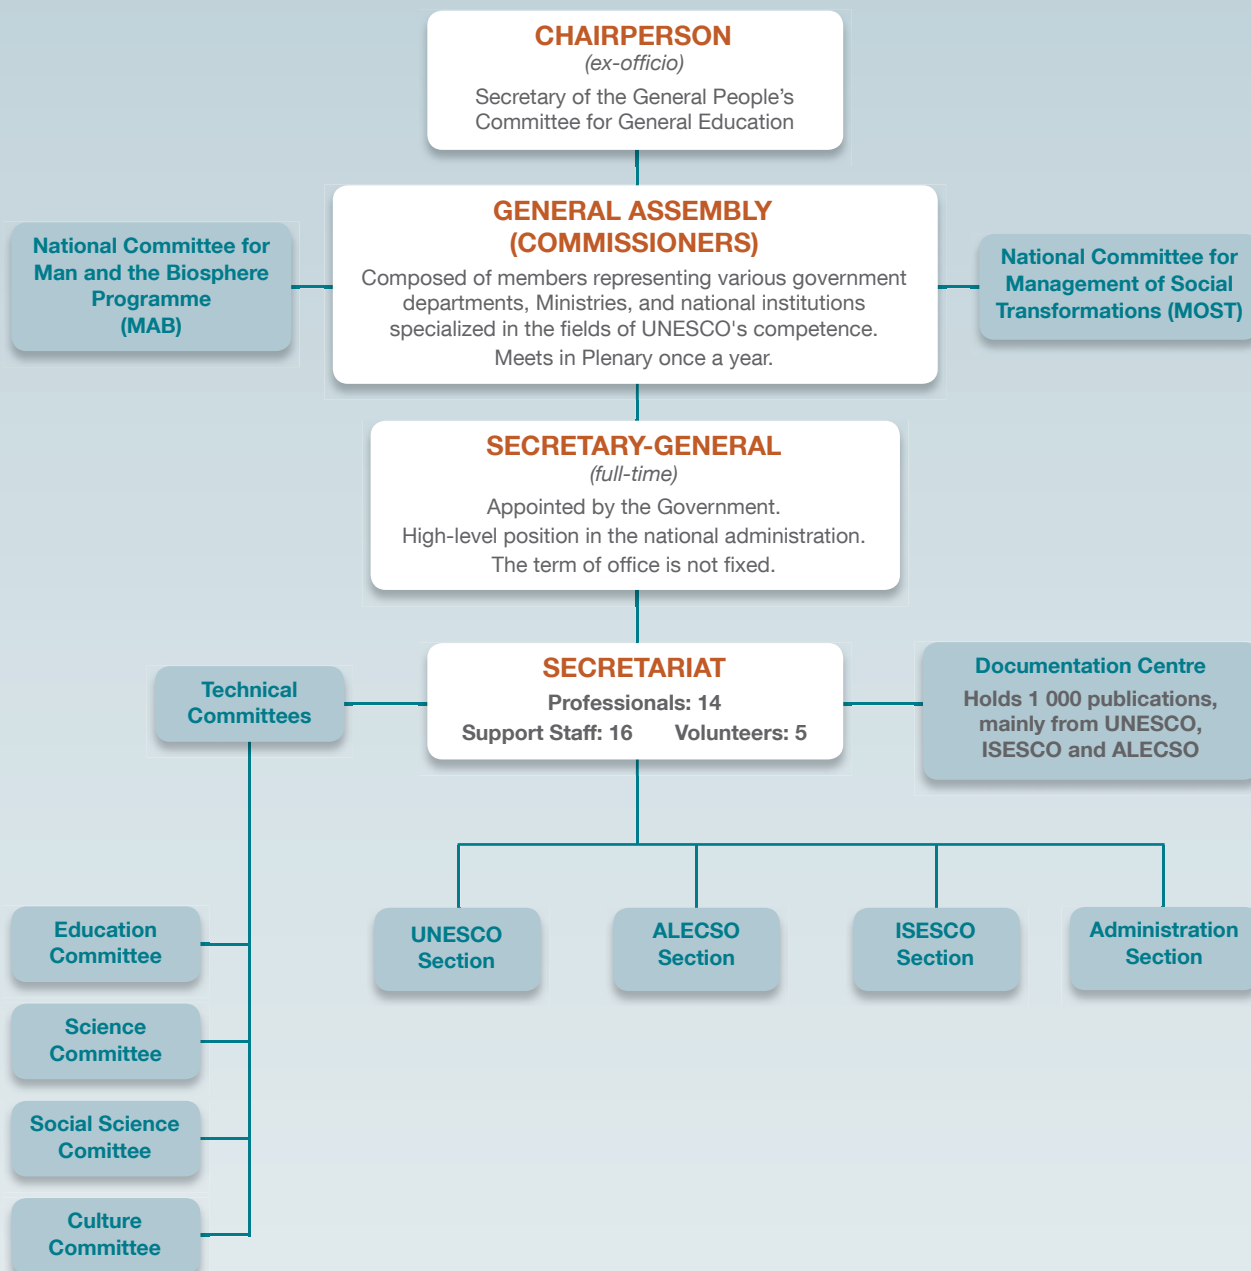 CHAIRPERSON
(ex-officio)
Secretary of the General People's
Committee for General Education
GENERAL ASSEMBLY
(COMMISSIONERS)
Composed of members representing various government
departments, Ministries, and national institutions
specialized in the fields of UNESCO's competence.
Meets in Plenary once a year.
National Committee for
Man and the Biosphere
Programme
(MAB)
National Committee for
Management of Social
Transformations (MOST)
SECRETARY-GENERAL
(full-time)
Appointed by the Government.
High-level position in the national administration.
The term of office is not fixed.
SECRETARIAT
Professionals: 14
Support Staff: 16 Volunteers: 5
Technical
Committees
Documentation Centre
Holds 1 000 publications,
mainly from UNESCO,
ISESCO and ALECSO
UNESCO
Section
ALECSO
Section
ISESCO
Section
Administration
Section
Education
Committee
Science
Committee
Social Science
Comittee
Culture
Committee